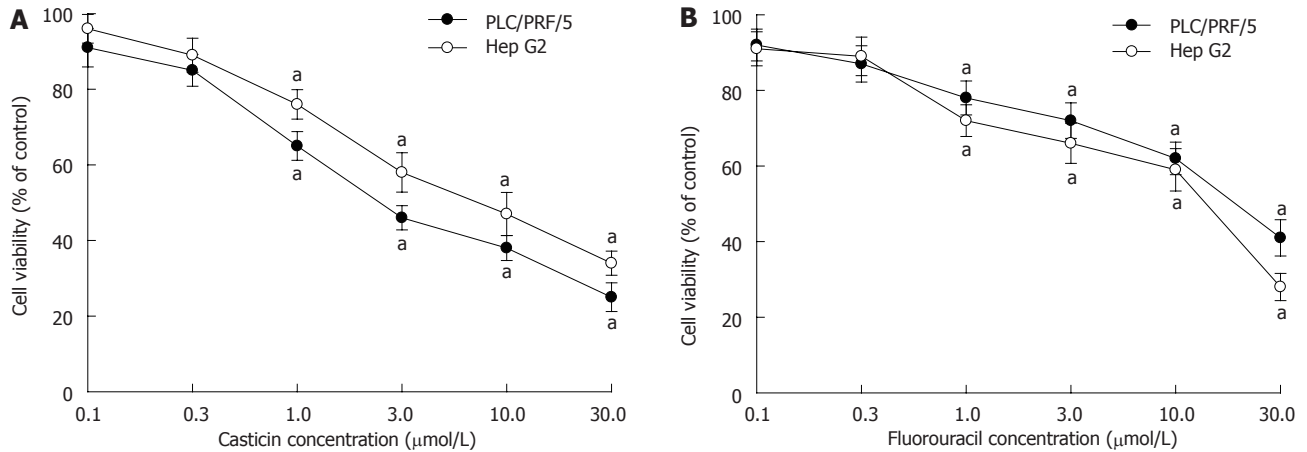 A
PLC/PRF/5
Hep G2
Cell viability (% of control)
100
80
60
40
20
0
a
a
a
a
a
a
a
a
0.1 0.3 1.0 3.0 10.0 30.0
Casticin concentration (μmol/L)
B
PLC/PRF/5
Hep G2
Cell viability (% of control)
100
80
60
40
20
0
a
a
a
a
a
a
a
a
0.1 0.3 1.0 3.0 10.0 30.0
Fluorouracil concentration (μmol/L)